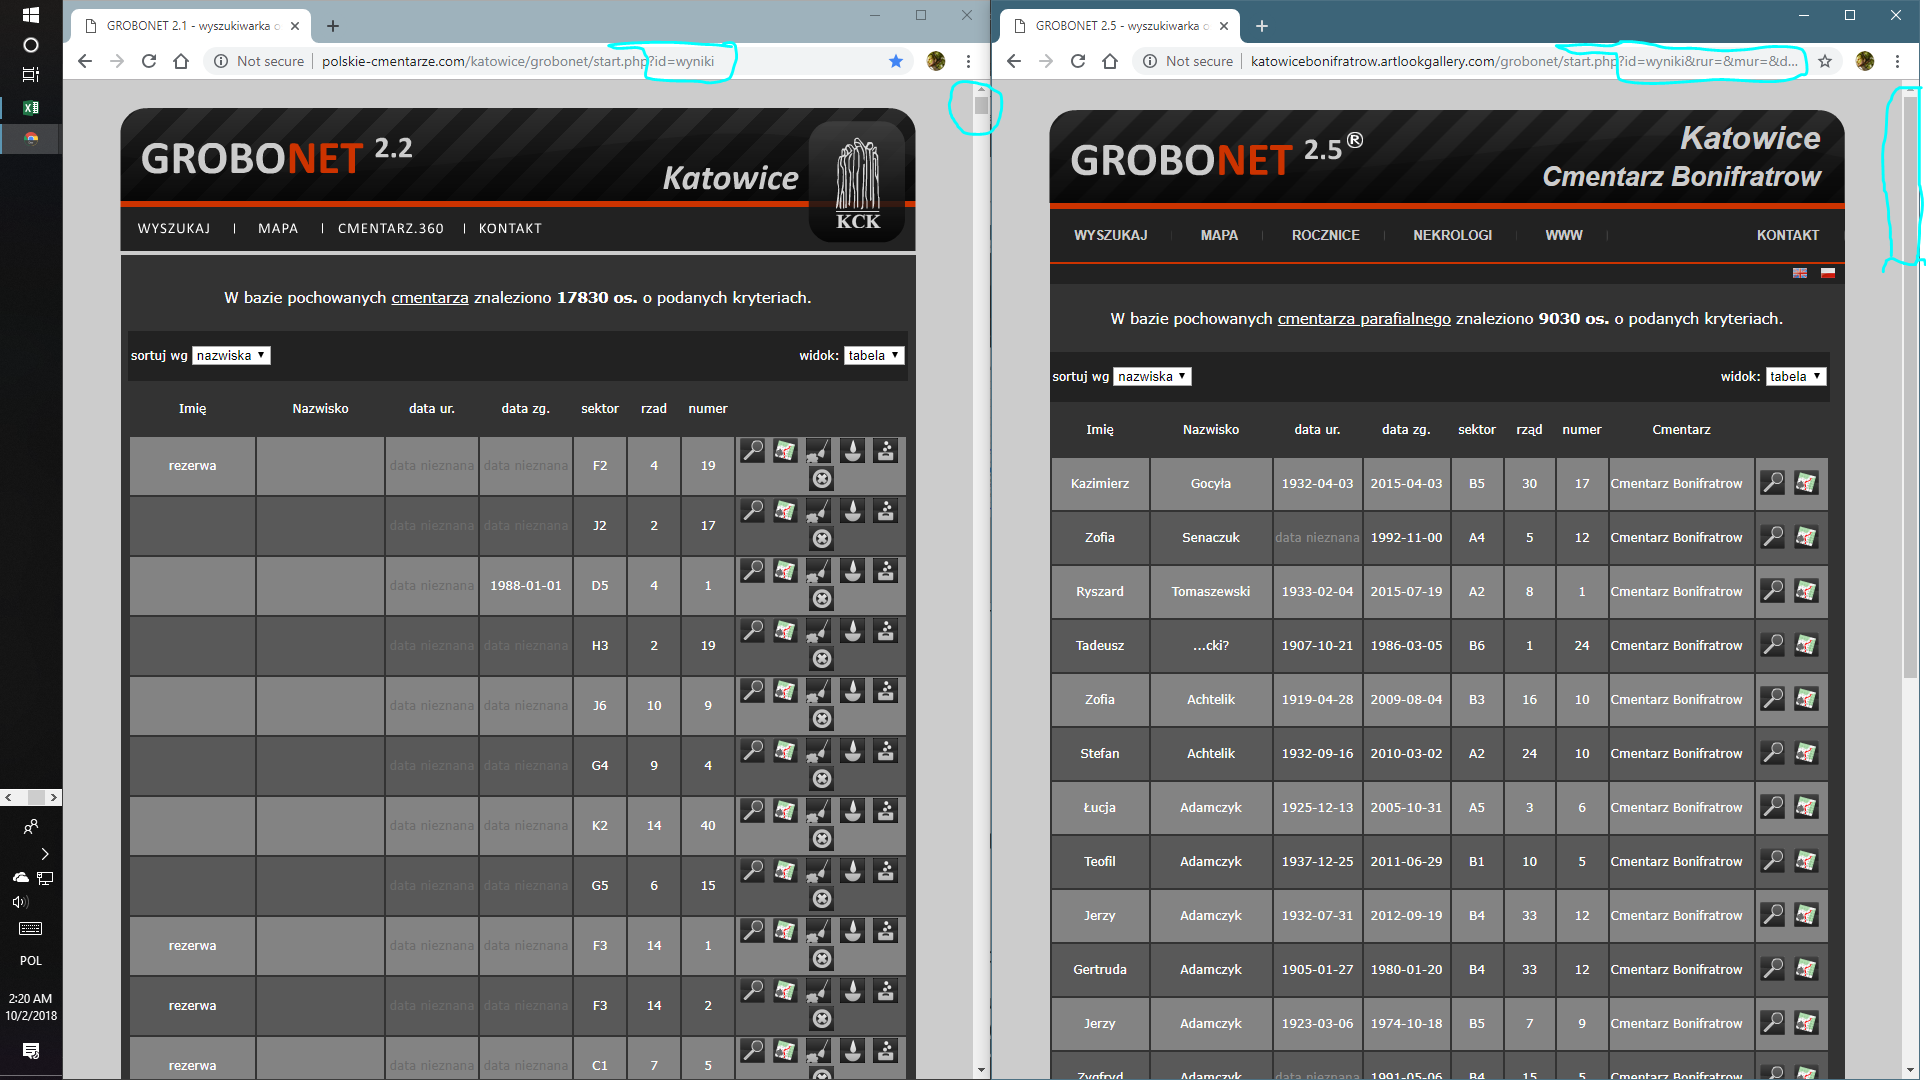 GROBONET 2.1 - wyszukiwarka o
Not secure | polskie-cmentarze.com/katowice/grobonet/start.php?id=wyniki
GROBONET 2.2
Katowice
KCK
WYSZUKAJ | MAPA | CMENTARZ.360 | KONTAKT
W bazie pochowanych cmentarza znaleziono 17830 os. o podanych kryteriach.
sortuj wg nazwiska widok: tabela
Imię Nazwisko data ur. data zg. sektor rzad numer
rezerwa data nieznana data nieznana F2 4 19
data nieznana data nieznana J2 2 17
data nieznana 1988-01-01 D5 4 1
data nieznana data nieznana H3 2 19
data nieznana data nieznana J6 10 9
data nieznana data nieznana G4 9 4
data nieznana data nieznana K2 14 40
data nieznana data nieznana G5 6 15
rezerwa data nieznana data nieznana F3 14 1
rezerwa data nieznana data nieznana F3 14 2
rezerwa data nieznana data nieznana C1 7 5
GROBONET 2.5 - wyszukiwarka o
Not secure | katowicebonifratrow.artlookgallery.com/grobonet/start.php?id=wyniki&rur=&mur=&d...
GROBONET 2.5®
Katowice
Cmentarz Bonifratrow
WYSZUKAJ | MAPA | ROCZNICE | NEKROLOGI | WWW | KONTAKT
W bazie pochowanych cmentarza parafialnego znaleziono 9030 os. o podanych kryteriach.
sortuj wg nazwiska widok: tabela
Imię Nazwisko data ur. data zg. sektor rząd numer Cmentarz
Kazimierz Gocyła 1932-04-03 2015-04-03 B5 30 17 Cmentarz Bonifratrow
Zofia Senaczuk data nieznana 1992-11-00 A4 5 12 Cmentarz Bonifratrow
Ryszard Tomaszewski 1933-02-04 2015-07-19 A2 8 1 Cmentarz Bonifratrow
Tadeusz ...cki? 1907-10-21 1986-03-05 B6 1 24 Cmentarz Bonifratrow
Zofia Achtelik 1919-04-28 2009-08-04 B3 16 10 Cmentarz Bonifratrow
Stefan Achtelik 1932-09-16 2010-03-02 A2 24 10 Cmentarz Bonifratrow
Łucja Adamczyk 1925-12-13 2005-10-31 A5 3 6 Cmentarz Bonifratrow
Teofil Adamczyk 1937-12-25 2011-06-29 B1 10 5 Cmentarz Bonifratrow
Jerzy Adamczyk 1932-07-31 2012-09-19 B4 33 12 Cmentarz Bonifratrow
Gertruda Adamczyk 1905-01-27 1980-01-20 B4 33 12 Cmentarz Bonifratrow
Jerzy Adamczyk 1923-03-06 1974-10-18 B5 7 9 Cmentarz Bonifratrow
Zygfryd Adamczyk data nieznana 1991-05-06 B4 15 5 Cmentarz Bonifratrow
POL
2:20 AM
10/2/2018